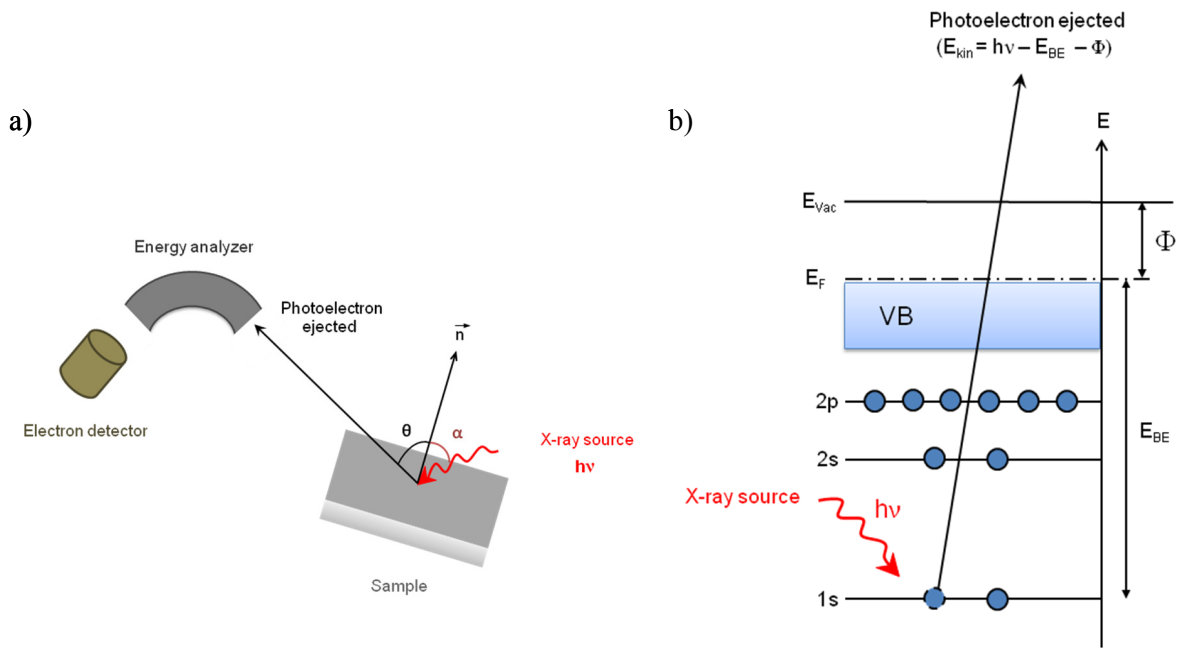 a)
Energy analyzer
Photoelectron
ejected
n
θ
α
X-ray source
hν
Electron detector
Sample
b)
Photoelectron ejected
(Ekin = hν – EBE – Φ)
E
EVac
Φ
EF
VB
2p
EBE
2s
X-ray source
hν
1s